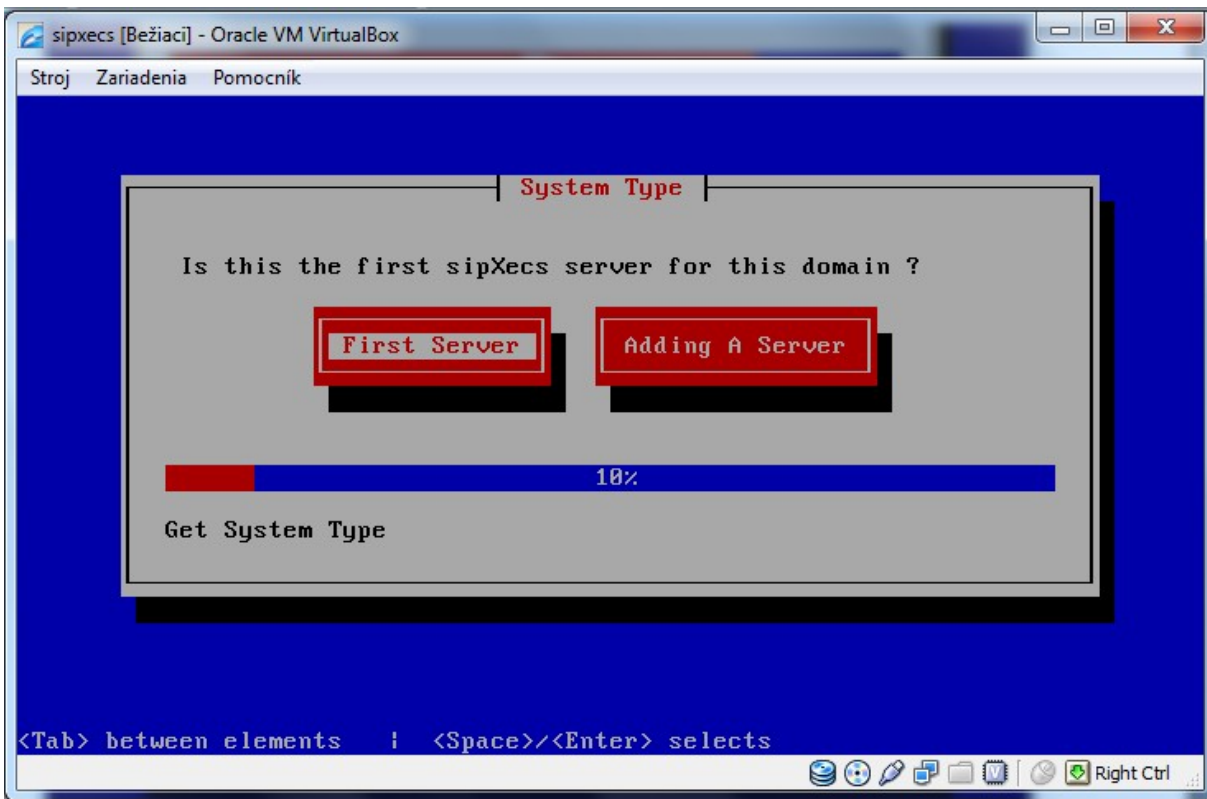 sipxecs [Bežiaci] - Oracle VM VirtualBox
Stroj Zariadenia Pomocník
System Type
Is this the first sipXecs server for this domain ?
First Server Adding A Server
10%
Get System Type
<Tab> between elements | <Space>/<Enter> selects
Right Ctrl